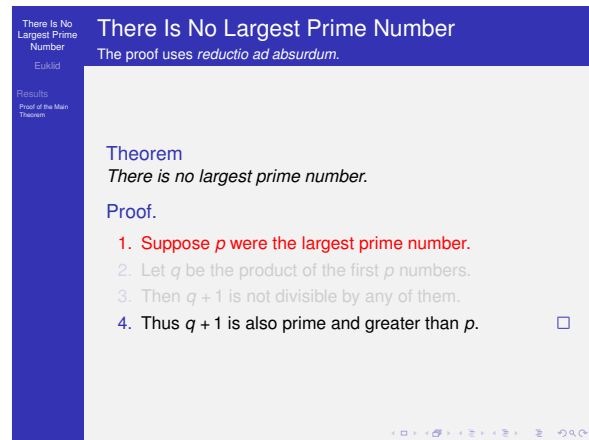 There Is No
Largest Prime
Number
Euklid
Results
Proof of the Main
Theorem
There Is No Largest Prime Number
The proof uses reductio ad absurdum.
Theorem
There is no largest prime number.
Proof.
1. Suppose p were the largest prime number.
2. Let q be the product of the first p numbers.
3. Then q + 1 is not divisible by any of them.
4. Thus q + 1 is also prime and greater than p. □